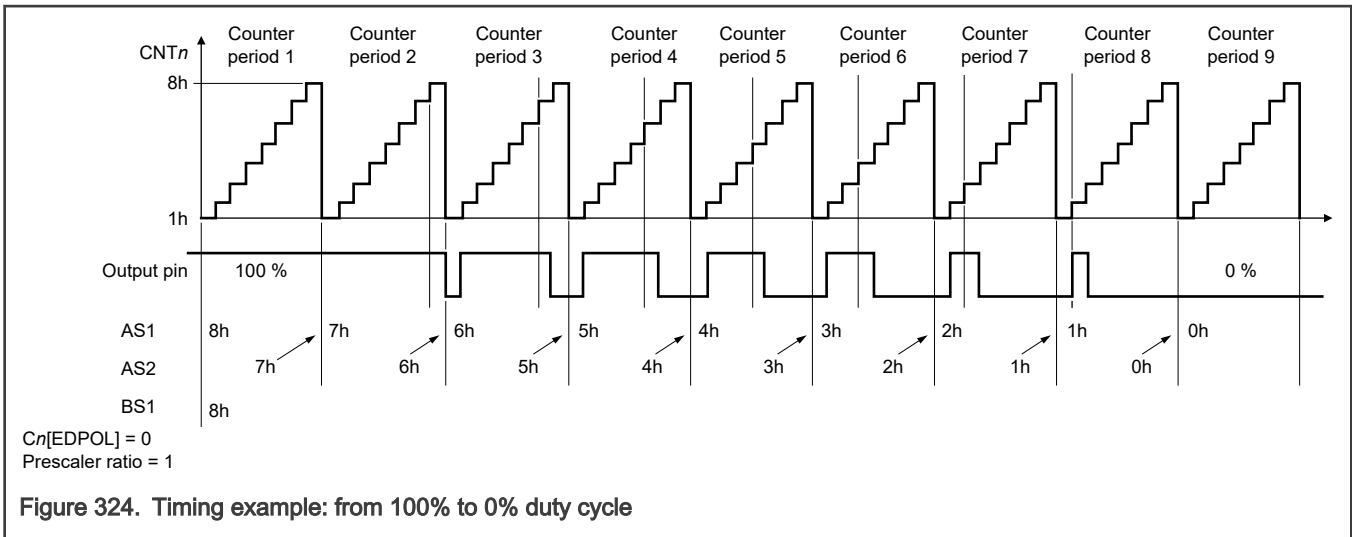 Counter period 1 Counter period 2 Counter period 3 Counter period 4 Counter period 5 Counter period 6 Counter period 7 Counter period 8 Counter period 9
CNTn
8h
1h
Output pin 100 % 0 %
AS1 8h 7h 6h 5h 4h 3h 2h 1h 0h
AS2 7h 6h 5h 4h 3h 2h 1h 0h
BS1 8h
Cn[EDPOL] = 0
Prescaler ratio = 1
Figure 324. Timing example: from 100% to 0% duty cycle